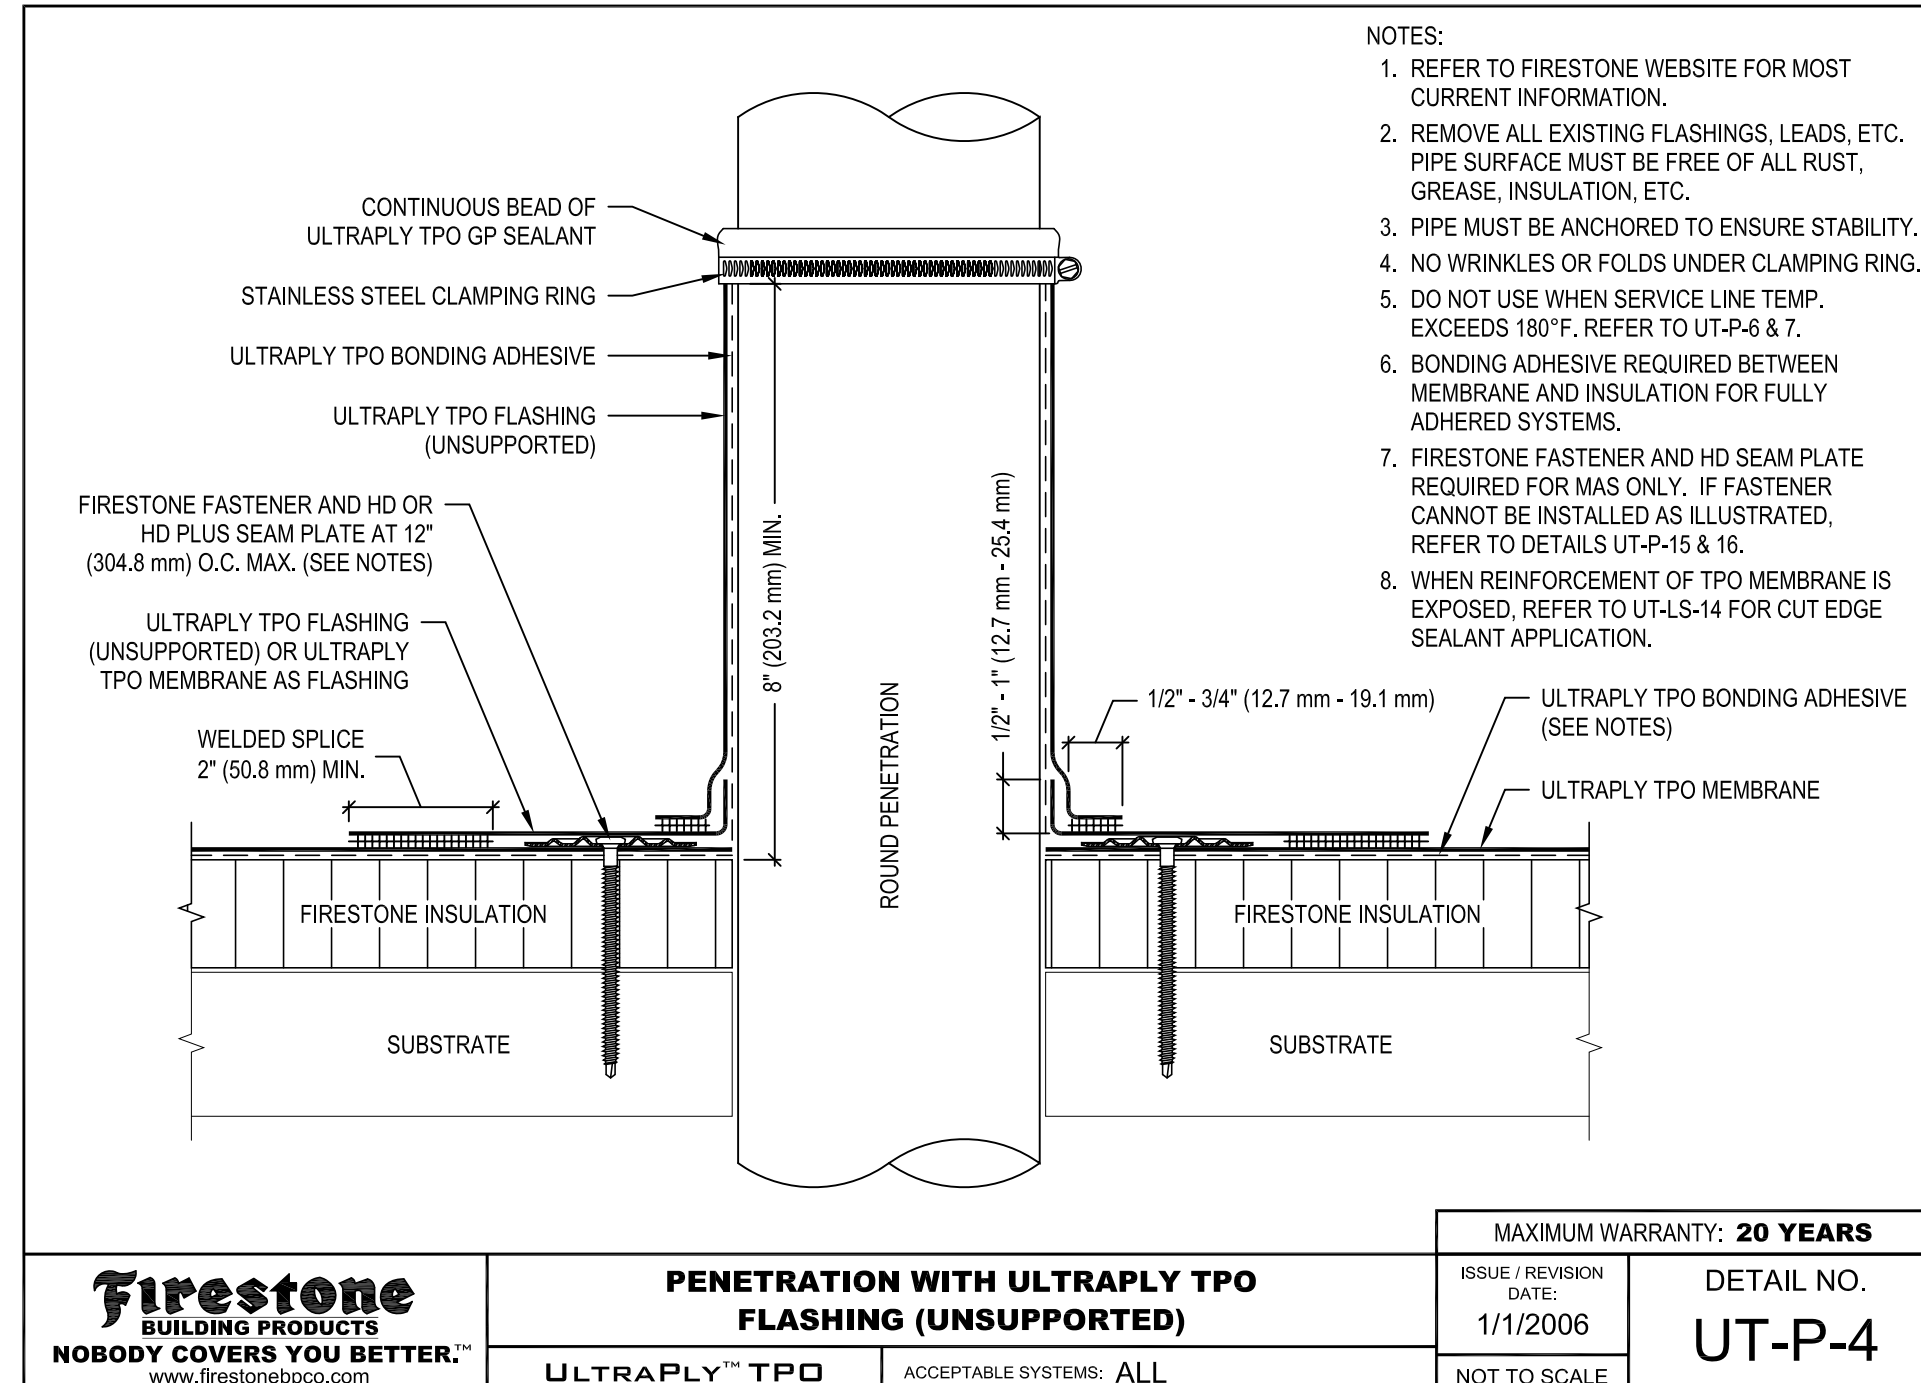 NOTES:
1. REFER TO FIRESTONE WEBSITE FOR MOST
CURRENT INFORMATION.
2. REMOVE ALL EXISTING FLASHINGS, LEADS, ETC.
PIPE SURFACE MUST BE FREE OF ALL RUST,
GREASE, INSULATION, ETC.
3. PIPE MUST BE ANCHORED TO ENSURE STABILITY.
4. NO WRINKLES OR FOLDS UNDER CLAMPING RING.
5. DO NOT USE WHEN SERVICE LINE TEMP.
EXCEEDS 180°F. REFER TO UT-P-6 & 7.
6. BONDING ADHESIVE REQUIRED BETWEEN
MEMBRANE AND INSULATION FOR FULLY
ADHERED SYSTEMS.
7. FIRESTONE FASTENER AND HD SEAM PLATE
REQUIRED FOR MAS ONLY. IF FASTENER
CANNOT BE INSTALLED AS ILLUSTRATED,
REFER TO DETAILS UT-P-15 & 16.
8. WHEN REINFORCEMENT OF TPO MEMBRANE IS
EXPOSED, REFER TO UT-LS-14 FOR CUT EDGE
SEALANT APPLICATION.
CONTINUOUS BEAD OF
ULTRAPLY TPO GP SEALANT
STAINLESS STEEL CLAMPING RING
ULTRAPLY TPO BONDING ADHESIVE
ULTRAPLY TPO FLASHING
(UNSUPPORTED)
FIRESTONE FASTENER AND HD OR
HD PLUS SEAM PLATE AT 12"
(304.8 mm) O.C. MAX. (SEE NOTES)
ULTRAPLY TPO FLASHING
(UNSUPPORTED) OR ULTRAPLY
TPO MEMBRANE AS FLASHING
WELDED SPLICE
2" (50.8 mm) MIN.
8" (203.2 mm) MIN.
ROUND PENETRATION
1/2" - 1" (12.7 mm - 25.4 mm)
1/2" - 3/4" (12.7 mm - 19.1 mm)
ULTRAPLY TPO BONDING ADHESIVE
(SEE NOTES)
ULTRAPLY TPO MEMBRANE
FIRESTONE INSULATION
FIRESTONE INSULATION
SUBSTRATE
SUBSTRATE
MAXIMUM WARRANTY: 20 YEARS
Firestone
BUILDING PRODUCTS
NOBODY COVERS YOU BETTER.™
www.firestonebpco.com
PENETRATION WITH ULTRAPLY TPO
FLASHING (UNSUPPORTED)
ULTRAPLY™ TPO
ACCEPTABLE SYSTEMS: ALL
ISSUE / REVISION
DATE:
1/1/2006
NOT TO SCALE
DETAIL NO.
UT-P-4